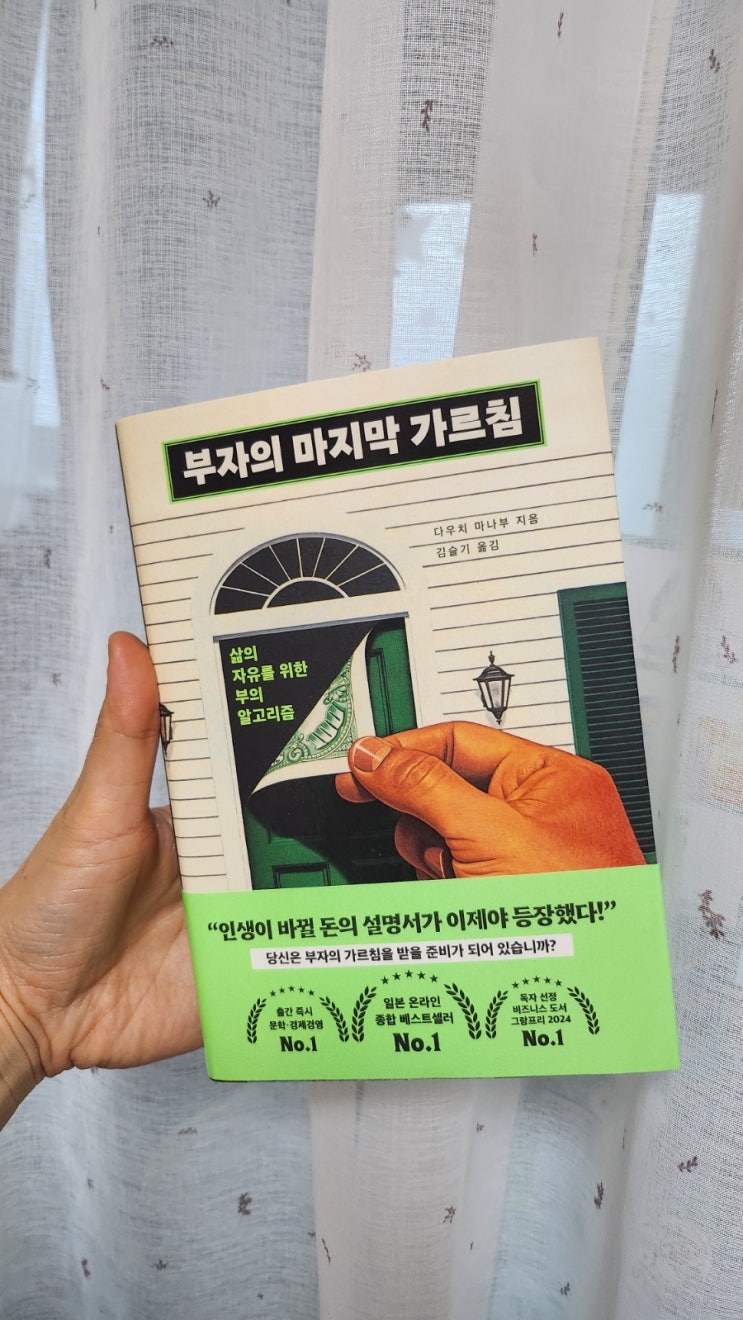 부자의 마지막 가르침
다우치 마나부 지음
김슬기 옮김
삶의
자유를 위한
부의
알고리즘
“인생이 바뀔 돈의 설명서가 이제야 등장했다!”
당신은 부자의 가르침을 받을 준비가 되어 있습니까?
출간 즉시
문학·경제경영
No.1
일본 온라인
종합 베스트셀러
No.1
독자 선정
비즈니스 도서
그랑프리 2024
No.1